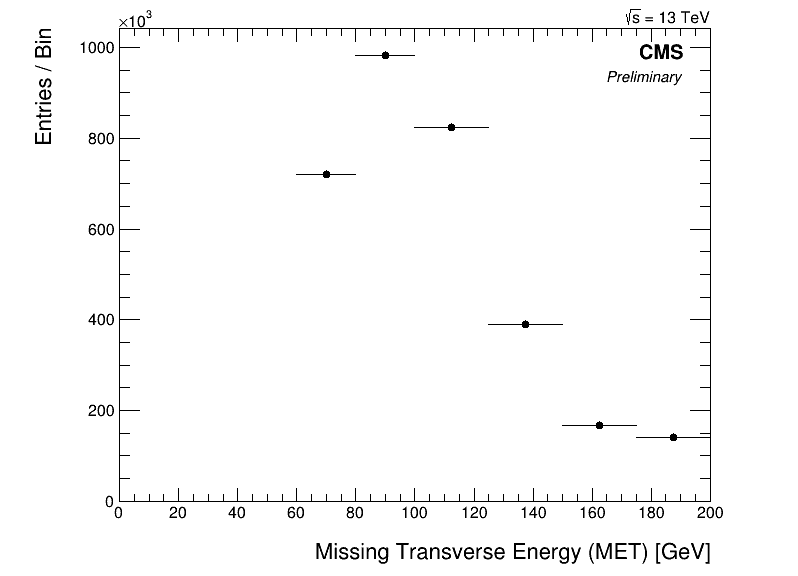 ×10³
√s = 13 TeV
CMS
Preliminary
Entries / Bin
1000
800
600
400
200
0
0 20 40 60 80 100 120 140 160 180 200
Missing Transverse Energy (MET) [GeV]